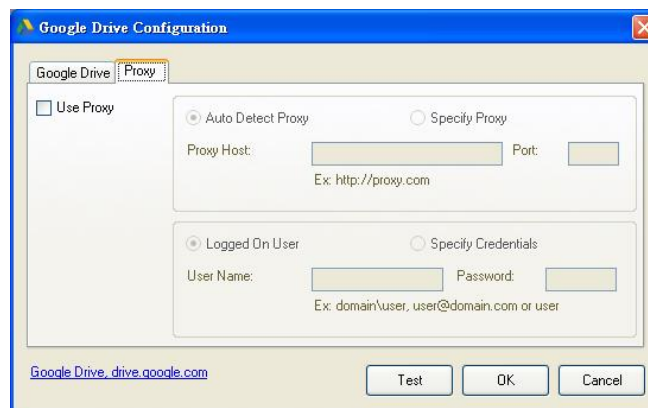 Google Drive Configuration
Google Drive Proxy
Use Proxy
Auto Detect Proxy Specify Proxy
Proxy Host: Port:
Ex: http://proxy.com
Logged On User Specify Credentials
User Name: Password:
Ex: domain\user, user@domain.com or user
Google Drive, drive.google.com
Test OK Cancel